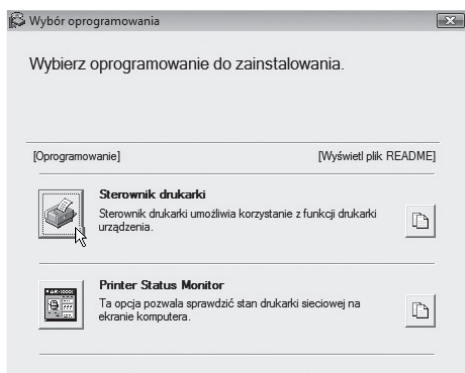 Wybór oprogramowania
Wybierz oprogramowanie do zainstalowania.
[Oprogramowanie] [Wyświetl plik README]
Sterownik drukarki
Sterownik drukarki umożliwia korzystanie z funkcji drukarki
urządzenia.
Printer Status Monitor
Ta opcja pozwala sprawdzić stan drukarki sieciowej na
ekranie komputera.